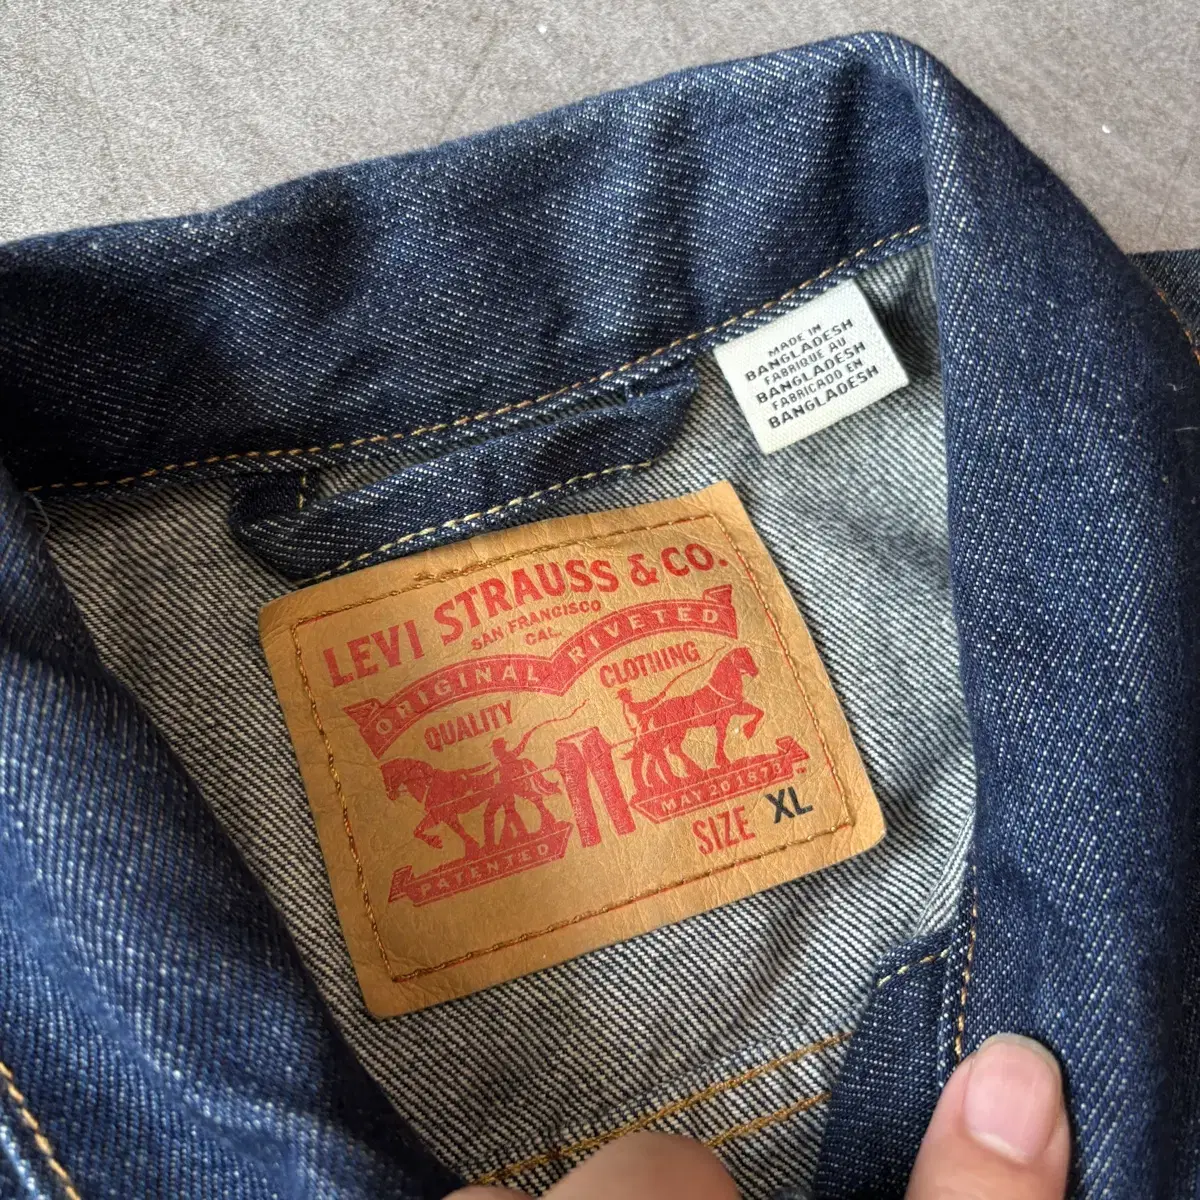 MADE IN
BANGLADESH
FABRIQUE AU
BANGLADESH
FABRICADO EN
BANGLADESH
LEVI STRAUSS & CO.
SAN FRANCISCO
CAL.
ORIGINAL RIVETED
QUALITY CLOTHING
PATENTED MAY 20 1873
SIZE XL